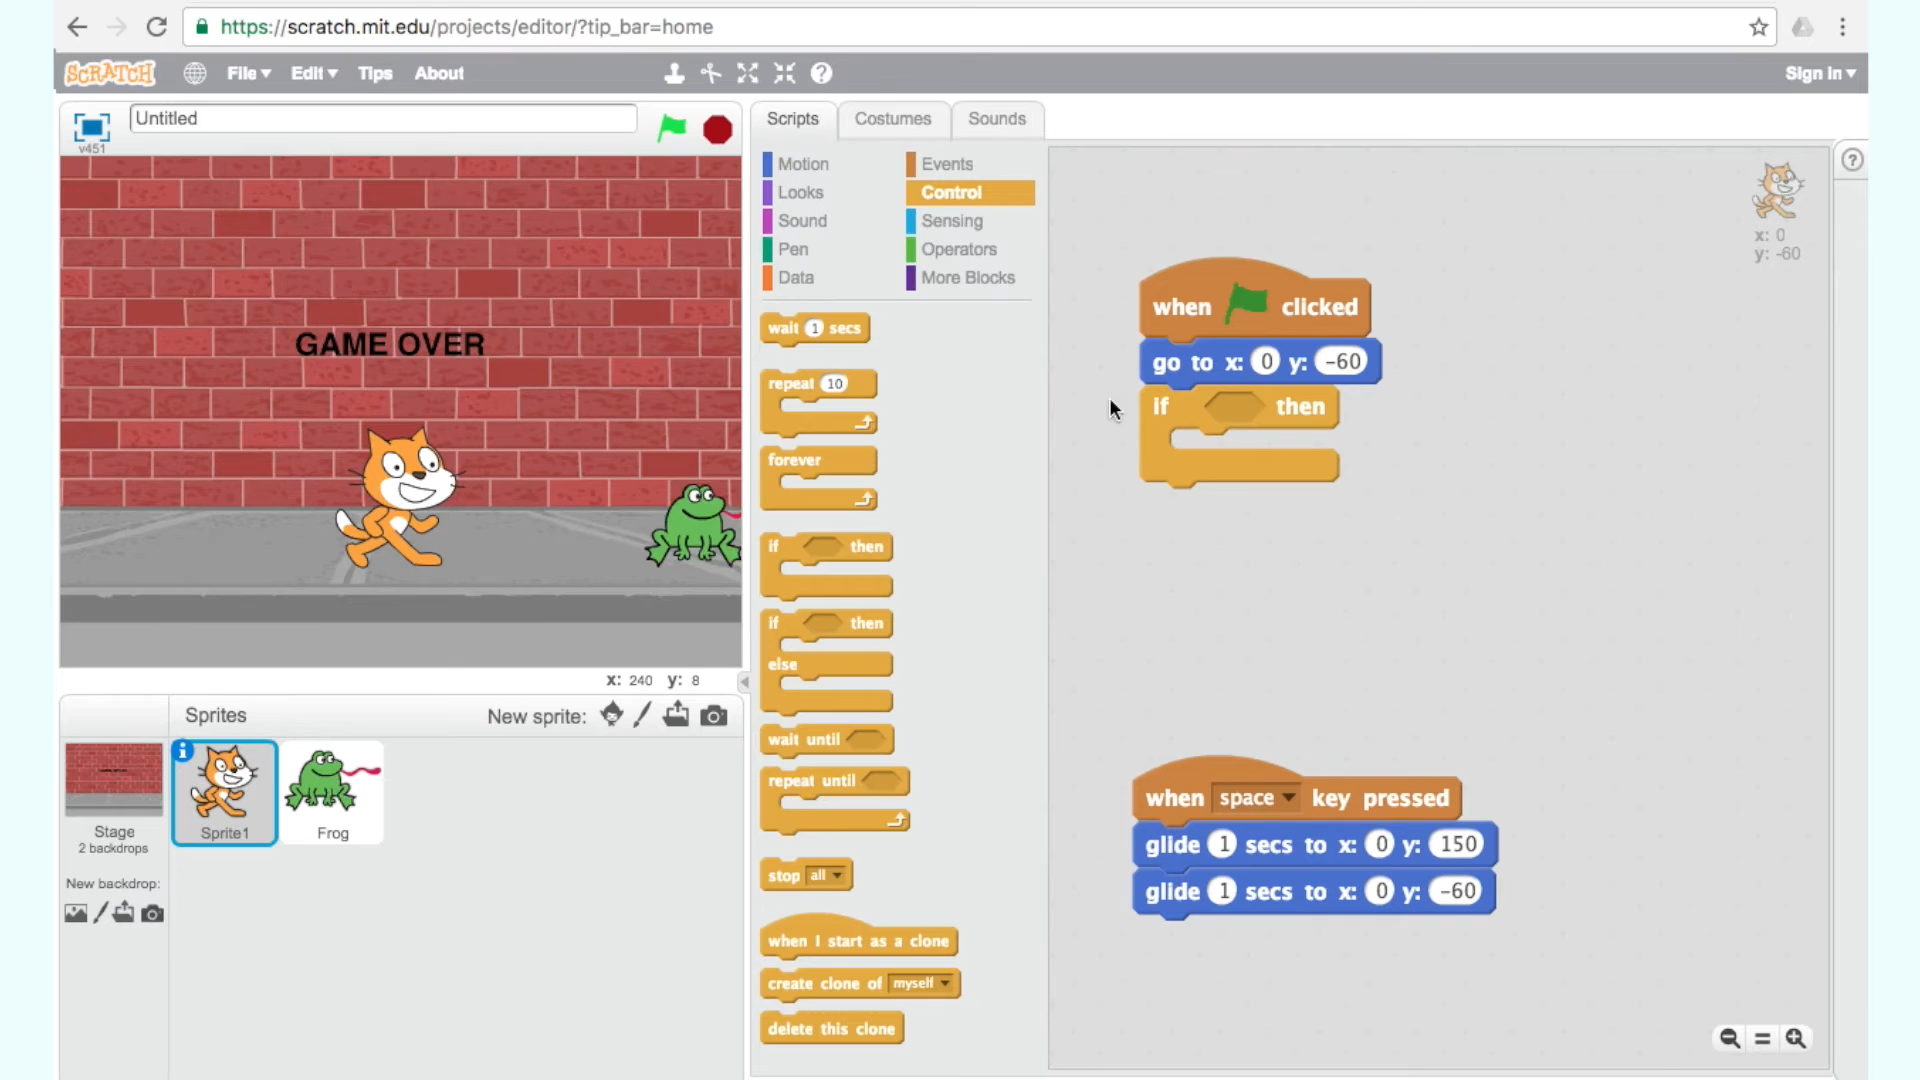 https://scratch.mit.edu/projects/editor/?tip_bar=home
SCRATCH File Edit Tips About Sign in
v451
Untitled
GAME OVER
x: 240 y: 8
Sprites New sprite:
Stage
2 backdrops
New backdrop:
Sprite1
Frog
Scripts Costumes Sounds
Motion Events
Looks Control
Sound Sensing
Pen Operators
Data More Blocks
wait 1 secs
repeat 10
forever
if then
if then
else
wait until
repeat until
stop all
when I start as a clone
create clone of myself
delete this clone
x: 0
y: -60
when clicked
go to x: 0 y: -60
if then
when space key pressed
glide 1 secs to x: 0 y: 150
glide 1 secs to x: 0 y: -60